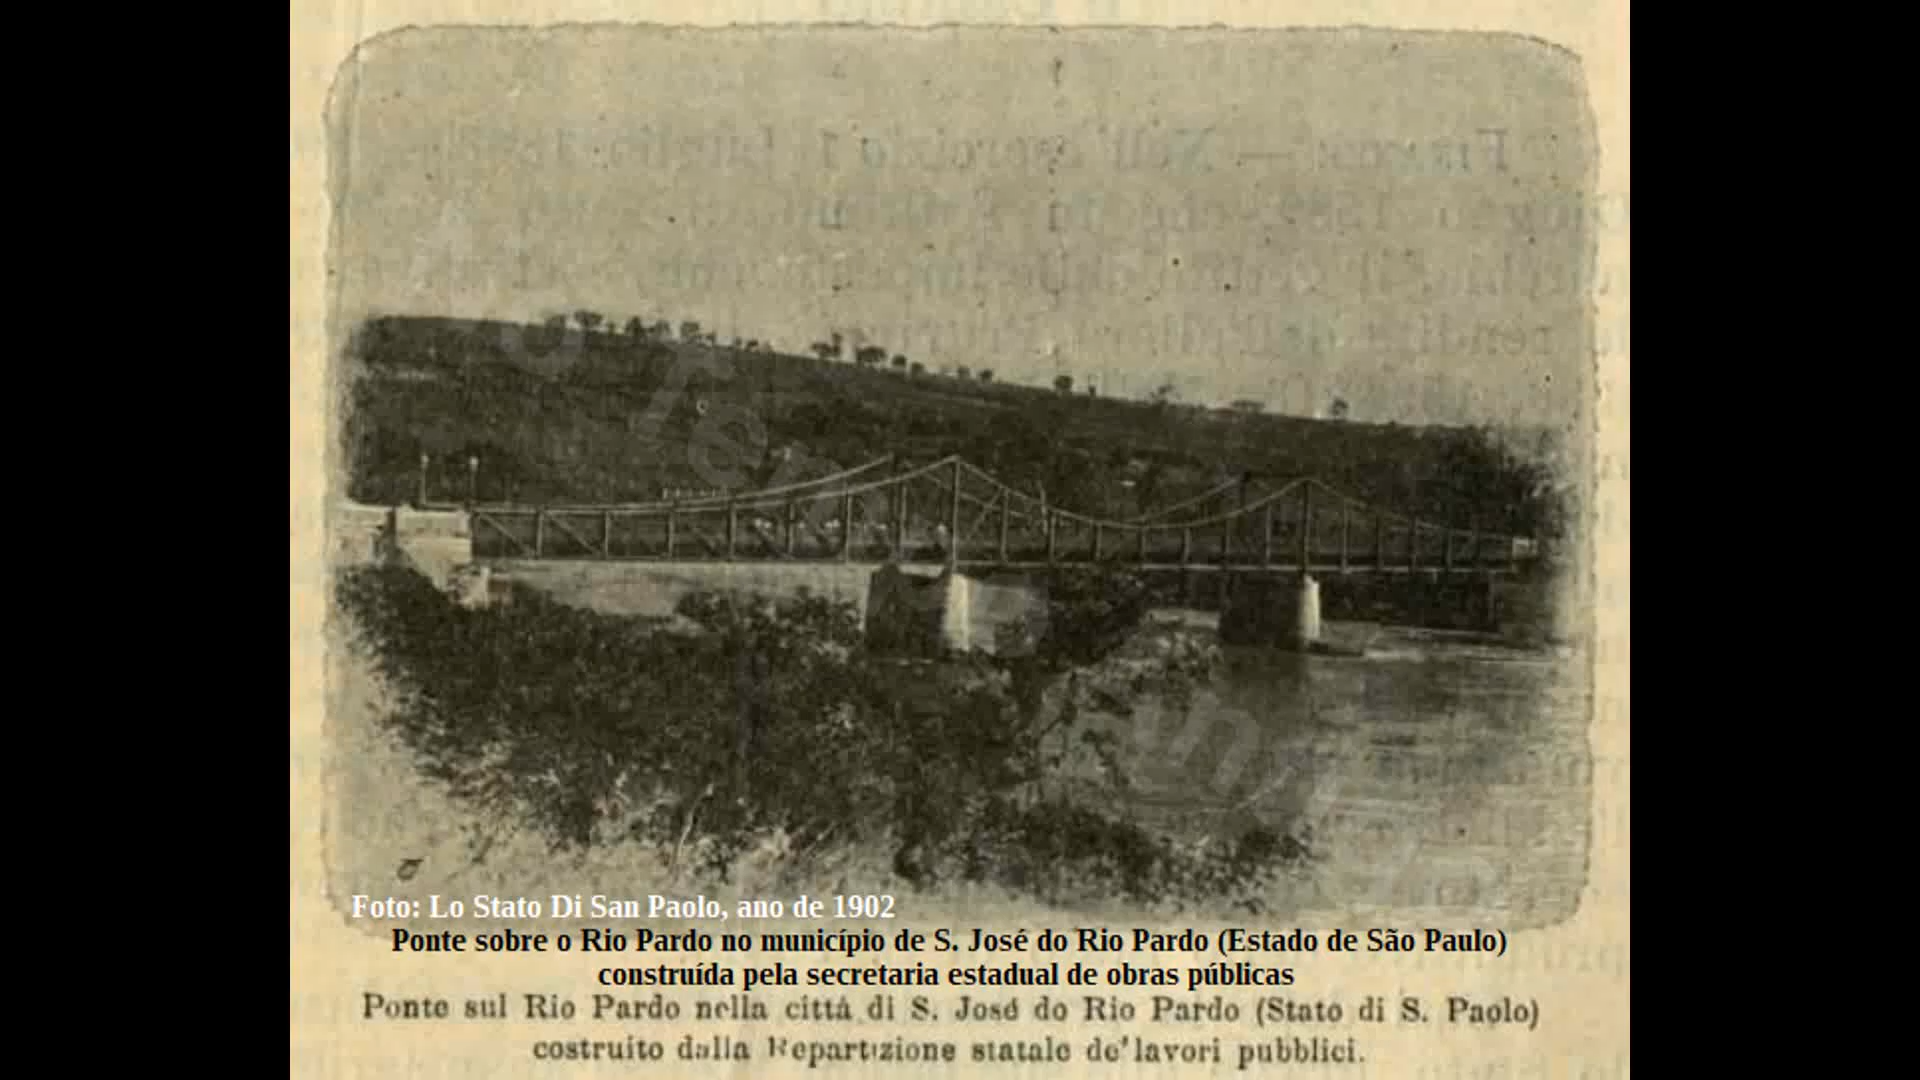 Foto: Lo Stato Di San Paolo, ano de 1902
Ponte sobre o Rio Pardo no município de S. José do Rio Pardo (Estado de São Paulo)
construída pela secretaria estadual de obras públicas
Ponte sul Rio Pardo nella cittá di S. José do Rio Pardo (Stato di S. Paolo)
costruito dalla Repartizione statale de' lavori pubblici.